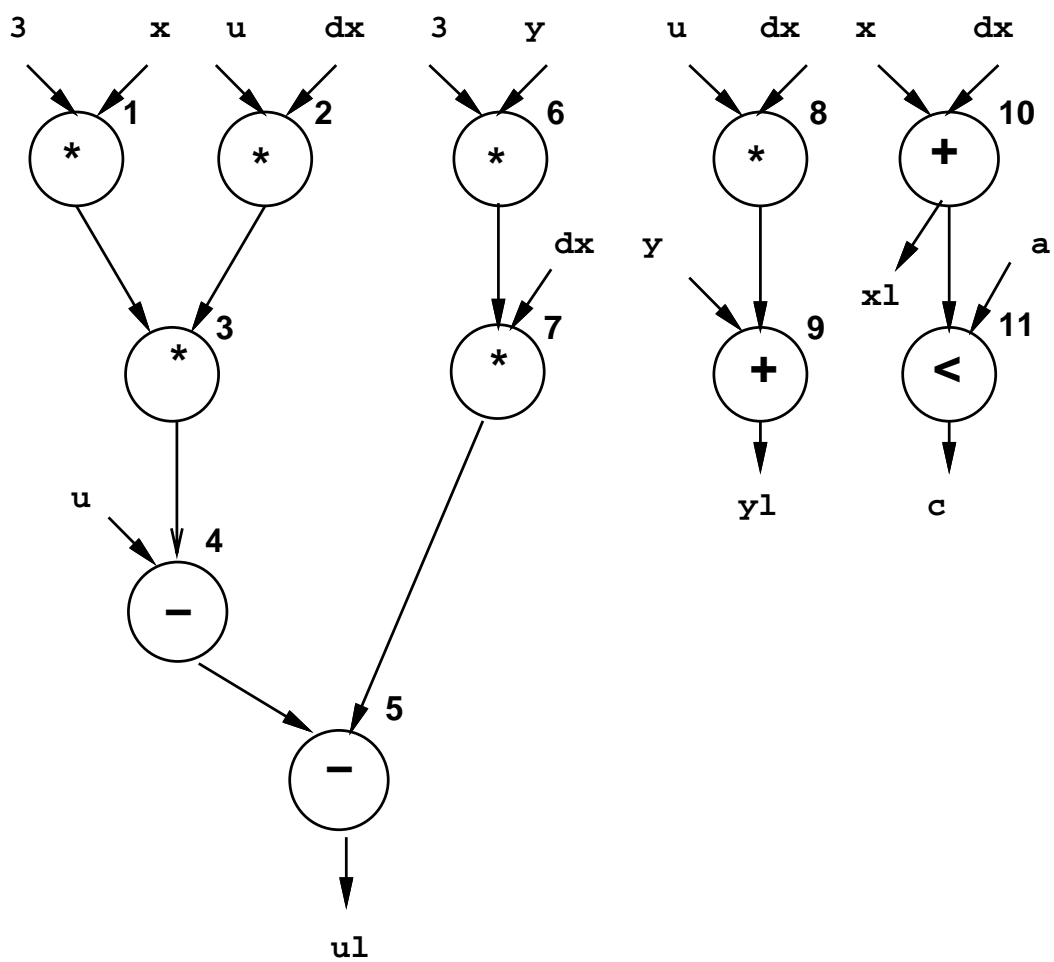 3 x u dx 3 y u dx x dx
1 2 6 8 10
* * * * +
y dx a
xl
3 7 9 11
* * + <
u yl c
4
−
5
−
ul